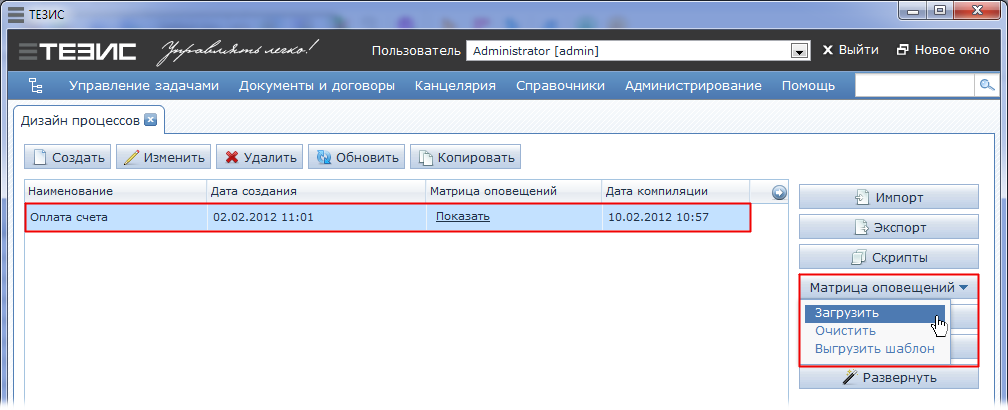 ТЕЗИС
ТЕЗИС Управлять легко! Пользователь Administrator [admin] Выйти Новое окно
Управление задачами Документы и договоры Канцелярия Справочники Администрирование Помощь
Дизайн процессов
Создать Изменить Удалить Обновить Копировать
Наименование Дата создания Матрица оповещений Дата компиляции
Оплата счета 02.02.2012 11:01 Показать 10.02.2012 10:57
Импорт
Экспорт
Скрипты
Матрица оповещений
Загрузить
Очистить
Выгрузить шаблон
Развернуть